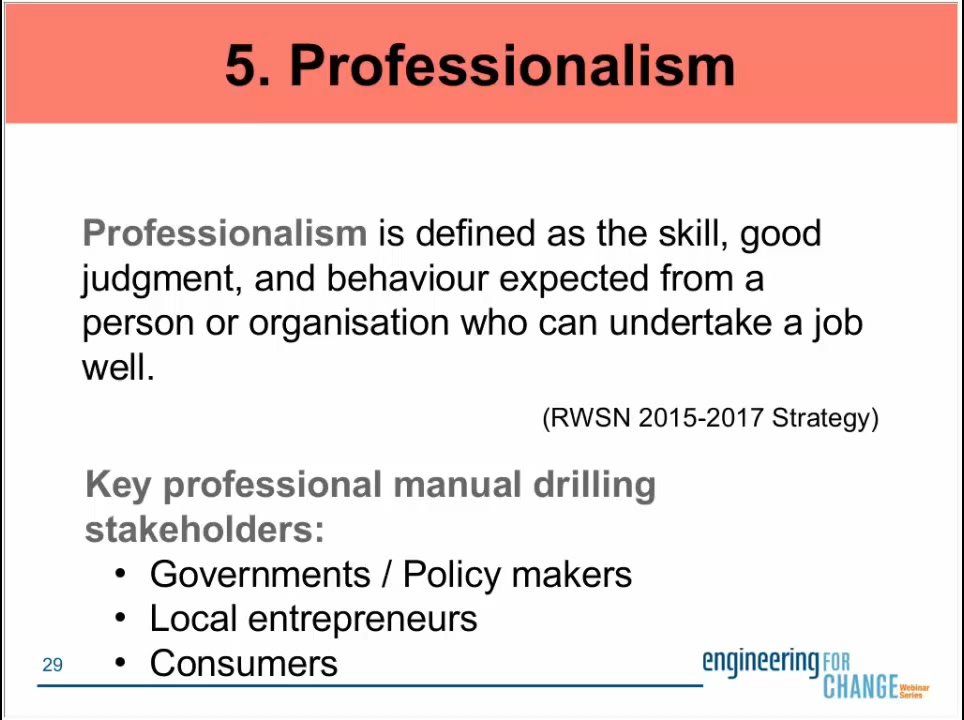 5. Professionalism
Professionalism is defined as the skill, good
judgment, and behaviour expected from a
person or organisation who can undertake a job
well.
(RWSN 2015-2017 Strategy)
Key professional manual drilling
stakeholders:
• Governments / Policy makers
• Local entrepreneurs
• Consumers
29
engineering FOR
CHANGE Webinar
Series